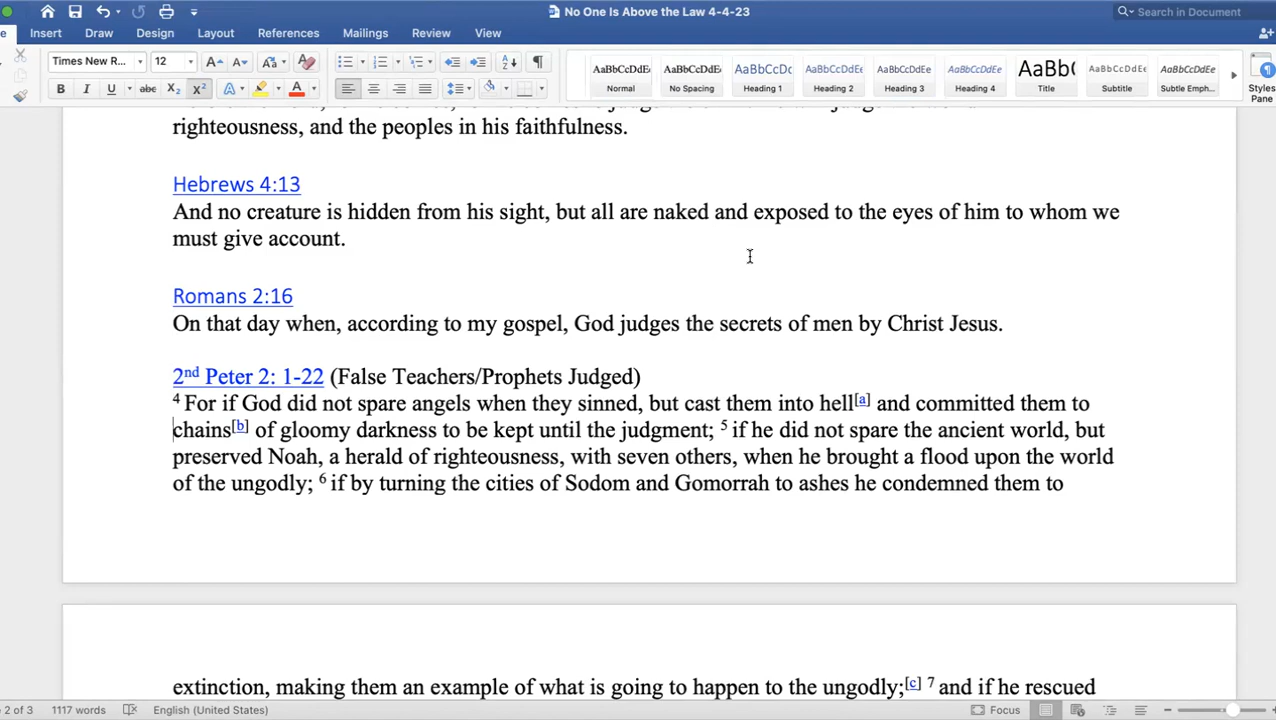 No One Is Above the Law 4-4-23
Search in Document
Insert Draw Design Layout References Mailings Review View
Times New R... 12
AaBbCcDdEe AaBbCcDdEe AaBbCcDc AaBbCcDdE AaBbCcDdEe AaBbCcDdEe AaBb( AaBbCcDdEe AaBbCcDdEe
Normal No Spacing Heading 1 Heading 2 Heading 3 Heading 4 Title Subtitle Subtle Emph...
Styles
Pane
righteousness, and the peoples in his faithfulness.
Hebrews 4:13
And no creature is hidden from his sight, but all are naked and exposed to the eyes of him to whom we
must give account.
Romans 2:16
On that day when, according to my gospel, God judges the secrets of men by Christ Jesus.
2nd Peter 2: 1-22 (False Teachers/Prophets Judged)
4 For if God did not spare angels when they sinned, but cast them into hell[a] and committed them to
chains[b] of gloomy darkness to be kept until the judgment; 5 if he did not spare the ancient world, but
preserved Noah, a herald of righteousness, with seven others, when he brought a flood upon the world
of the ungodly; 6 if by turning the cities of Sodom and Gomorrah to ashes he condemned them to
extinction, making them an example of what is going to happen to the ungodly;[c] 7 and if he rescued
2 of 3 1117 words English (United States) Focus